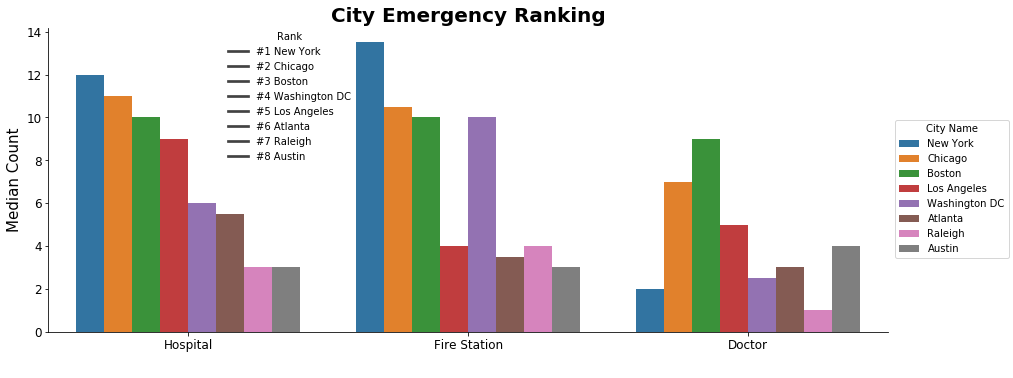 City Emergency Ranking
Median Count
14
12
10
8
6
4
2
0
Rank
#1 New York
#2 Chicago
#3 Boston
#4 Washington DC
#5 Los Angeles
#6 Atlanta
#7 Raleigh
#8 Austin
Hospital
Fire Station
Doctor
City Name
New York
Chicago
Boston
Los Angeles
Washington DC
Atlanta
Raleigh
Austin